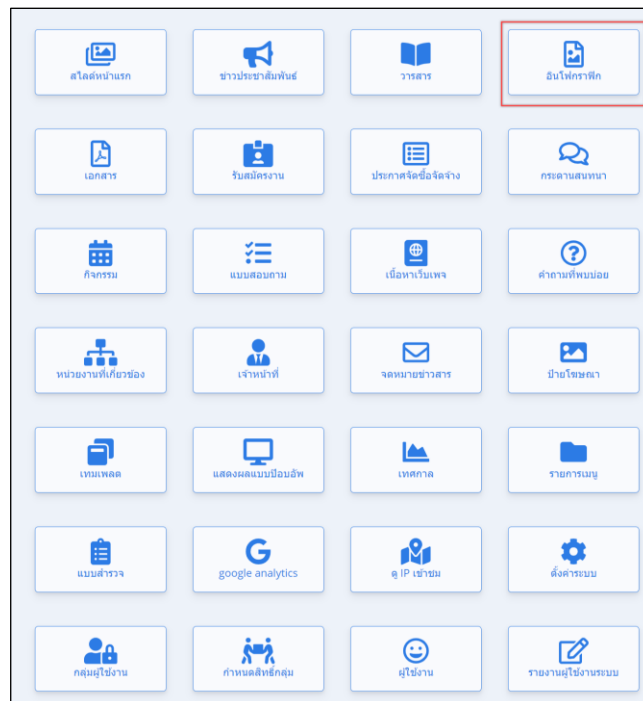 สไลด์หน้าแรก
ข่าวประชาสัมพันธ์
วารสาร
อินโฟกราฟิก
เอกสาร
รับสมัครงาน
ประกาศจัดซื้อจัดจ้าง
กระดานสนทนา
กิจกรรม
แบบสอบถาม
เนื้อหาเว็บเพจ
คำถามที่พบบ่อย
หน่วยงานที่เกี่ยวข้อง
เจ้าหน้าที่
จดหมายข่าวสาร
ป้ายโฆษณา
เทมเพลต
แสดงผลแบบป๊อบอัพ
เทศกาล
รายการเมนู
แบบสำรวจ
google analytics
ดู IP เข้าชม
ตั้งค่าระบบ
กลุ่มผู้ใช้งาน
กำหนดสิทธิ์กลุ่ม
ผู้ใช้งาน
รายงานผู้ใช้งานระบบ